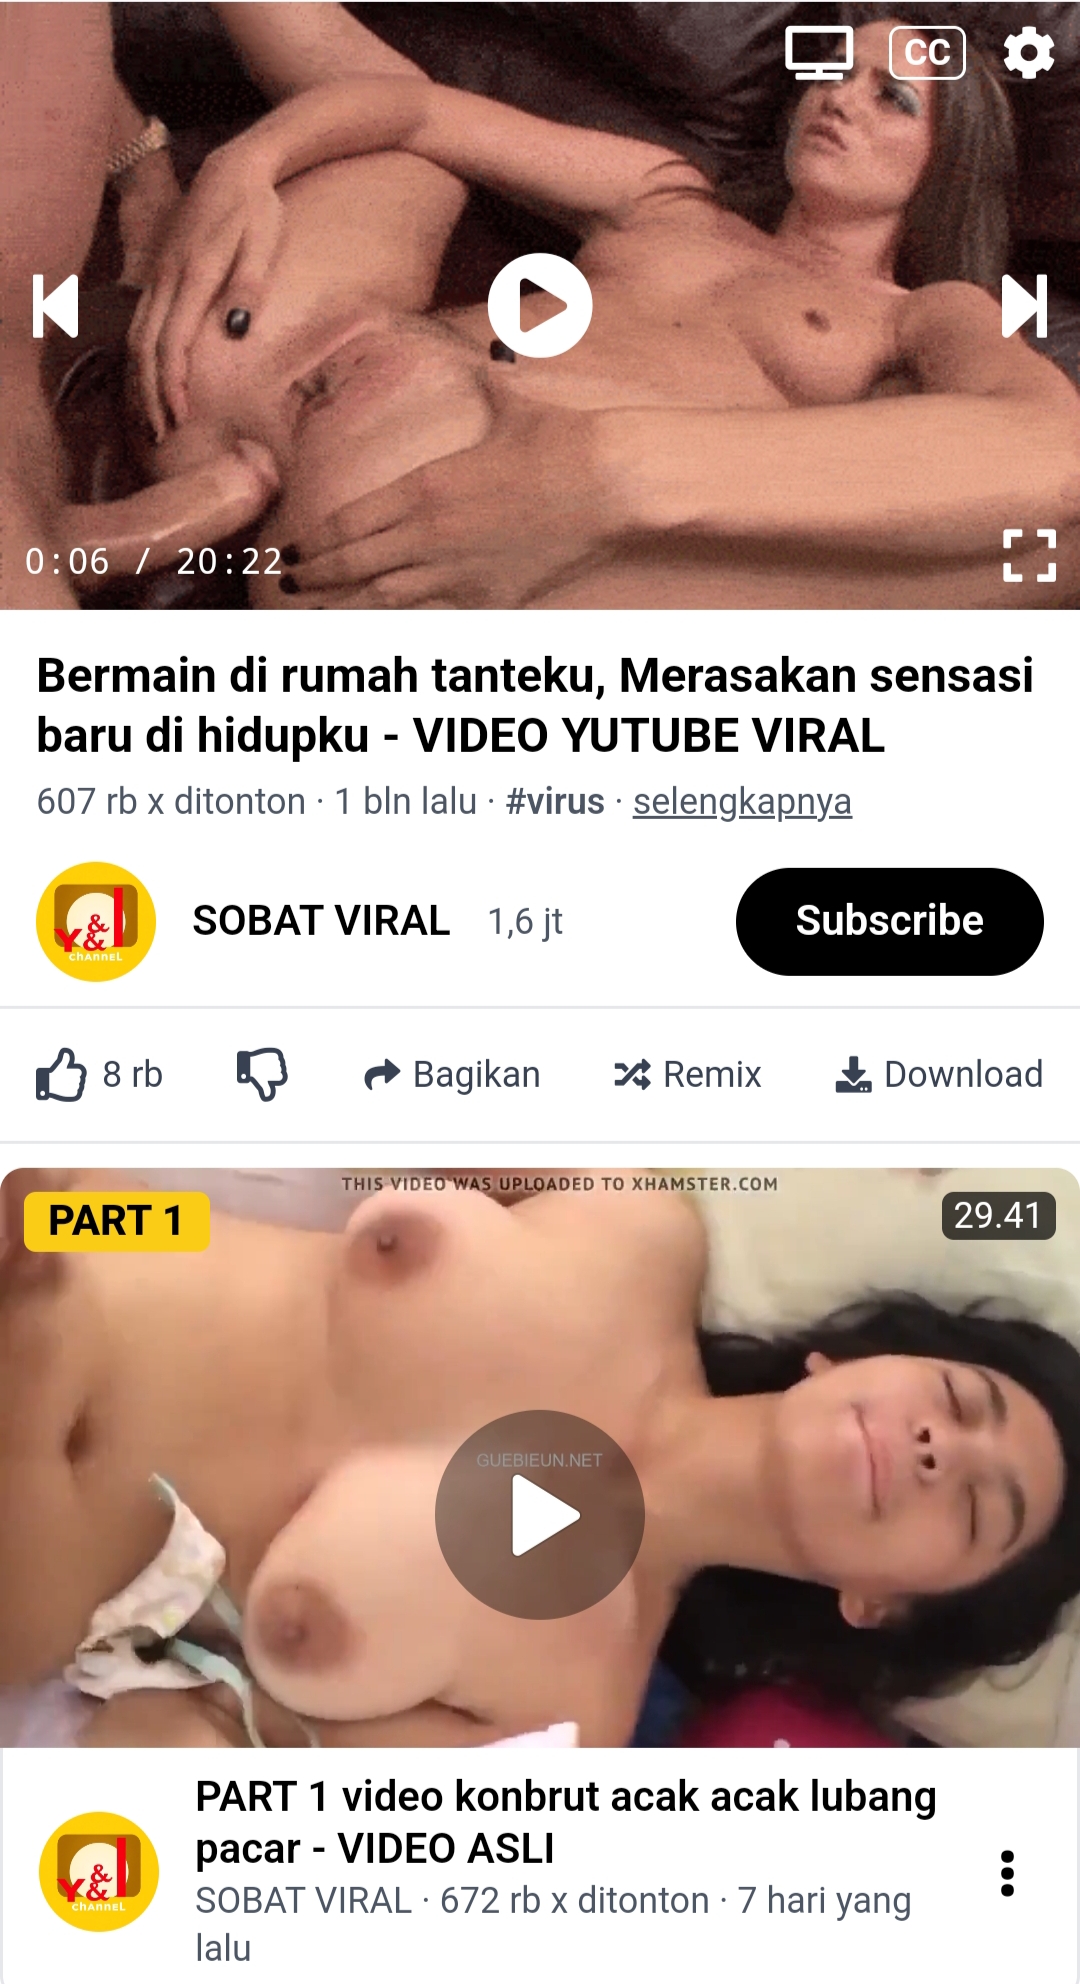 CC
0:06 / 20:22
Bermain di rumah tanteku, Merasakan sensasi
baru di hidupku - VIDEO YUTUBE VIRAL
607 rb x ditonton · 1 bln lalu · #virus · selengkapnya
Y&&I
ChAnneL
SOBAT VIRAL 1,6 jt
Subscribe
8 rb
Bagikan
Remix
Download
THIS VIDEO WAS UPLOADED TO XHAMSTER.COM
PART 1
29.41
GUEBIEUN.NET
PART 1 video konbrut acak acak lubang
pacar - VIDEO ASLI
Y&&I
ChAnneL
SOBAT VIRAL · 672 rb x ditonton · 7 hari yang
lalu